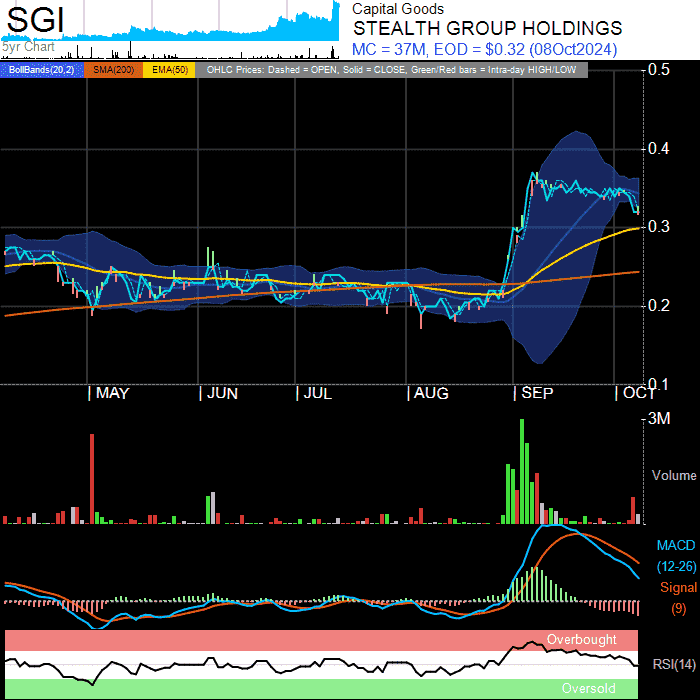 SGI
5yr Chart
Capital Goods
STEALTH GROUP HOLDINGS
MC = 37M, EOD = $0.32 (08Oct2024)
BollBands(20,2) SMA(200) EMA(50) OHLC Prices: Dashed = OPEN, Solid = CLOSE, Green/Red bars = Intra-day HIGH/LOW
0.5
0.4
0.3
0.2
0.1
| MAY | JUN | JUL | AUG | SEP | OCT
3M
Volume
MACD
(12-26)
Signal
(9)
Overbought
RSI(14)
Oversold